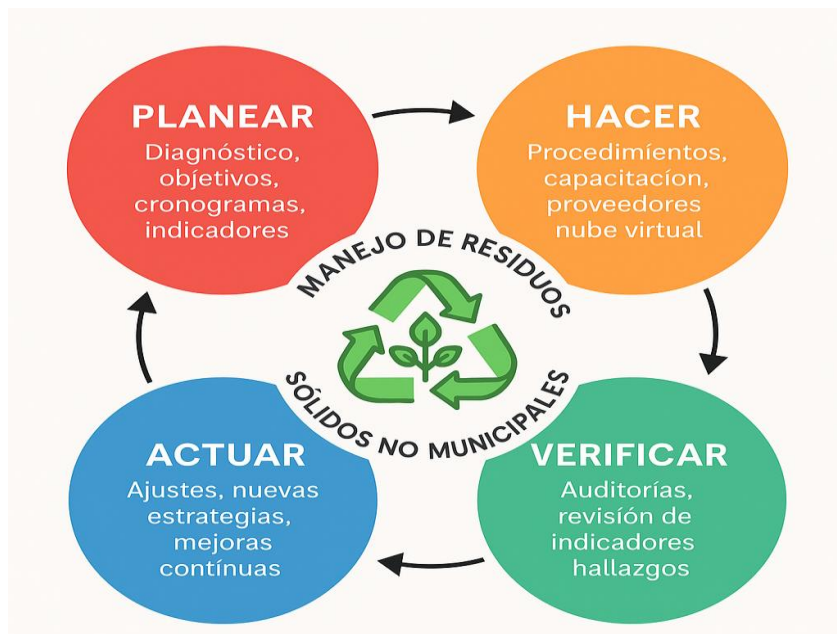 PLANEAR
Diagnóstico,
objetivos,
cronogramas,
indicadores
HACER
Procedimíentos,
capacitacíon,
proveedores
nube virtual
MANEJO DE RESIDUOS
SÓLIDOS NO MUNICIPALES
ACTUAR
Ajustes, nuevas
estrategias,
mejoras
contínuas
VERIFICAR
Auditorías,
revisíón de
indicadores
hallazgos